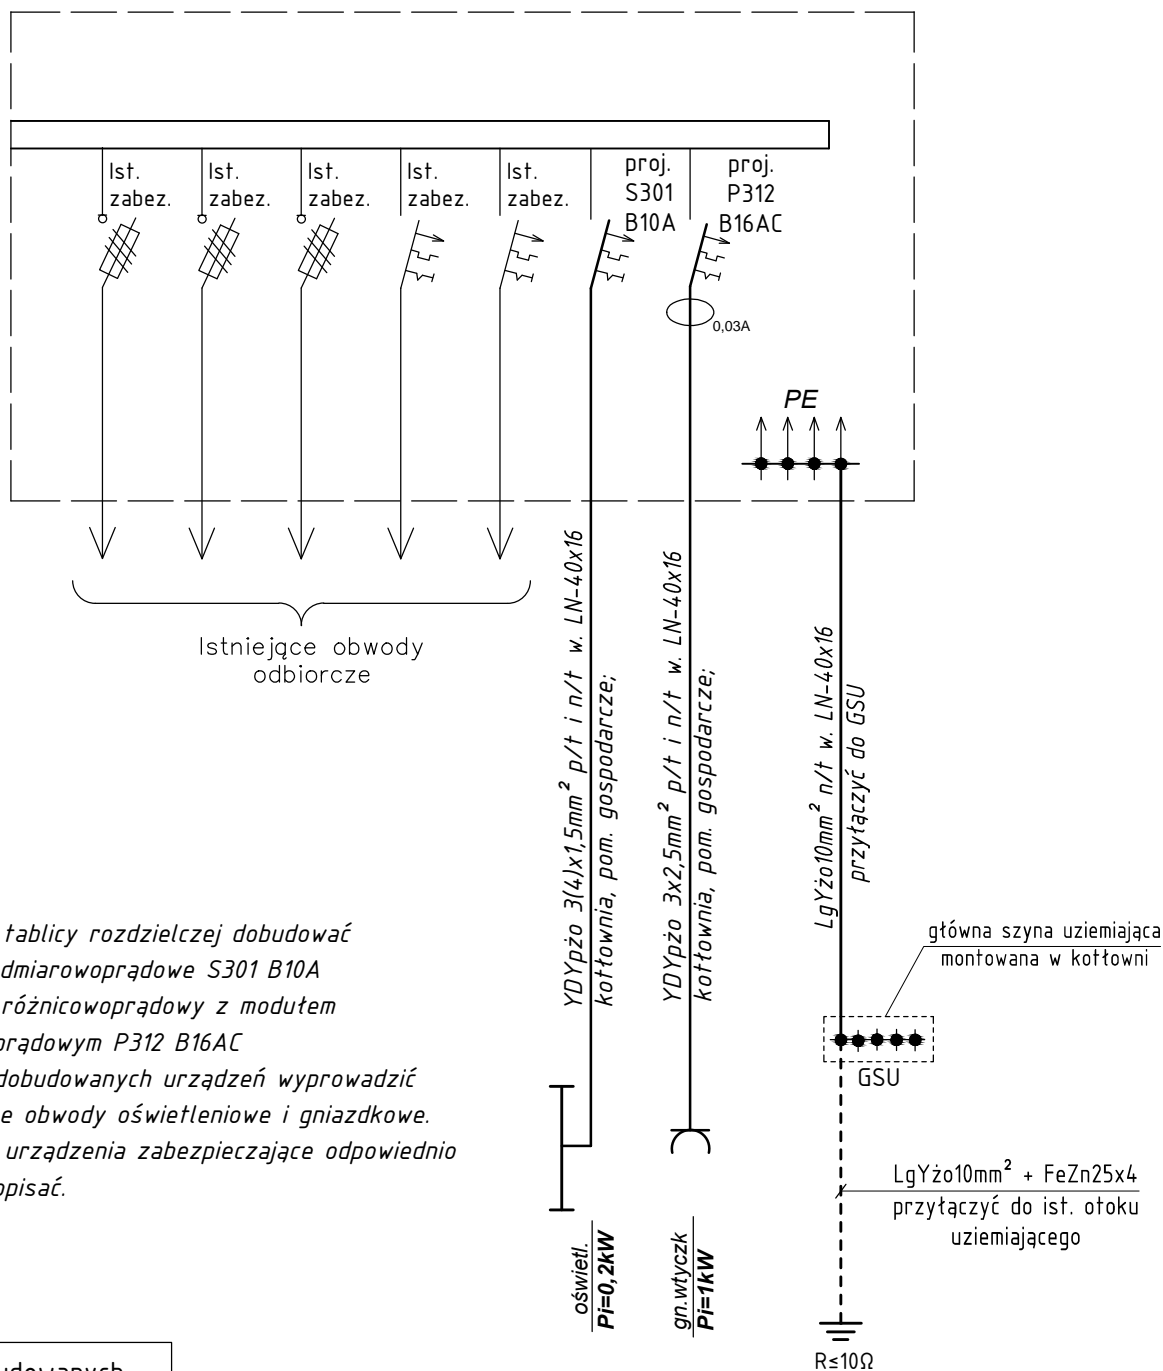 Ist.
zabez.
Ist.
zabez.
Ist.
zabez.
Ist.
zabez.
Ist.
zabez.
proj.
S301
B10A
proj.
P312
B16AC
0,03A
PE
Istniejące obwody
odbiorcze
YDYpżo 3(4)x1,5mm² p/t i n/t w. LN-40x16
kotłownia, pom. gospodarcze;
YDYpżo 3x2,5mm² p/t i n/t w. LN-40x16
kotłownia, pom. gospodarcze;
LgYżo10mm² n/t w. LN-40x16
przyłączyć do GSU
główna szyna uziemiająca
montowana w kotłowni
GSU
tablicy rozdzielczej dobudować
dmiarowoprądowe S301 B10A
różnicowoprądowy z modułem
prądowym P312 B16AC
dobudowanych urządzeń wyprowadzić
e obwody oświetleniowe i gniazdkowe.
urządzenia zabezpieczające odpowiednio
opisać.
LgYżo10mm² + FeZn25x4
przyłączyć do ist. otoku
uziemiającego
oświetl.
Pi=0,2kW
gn.wtyczk
Pi=1kW
R≤10Ω